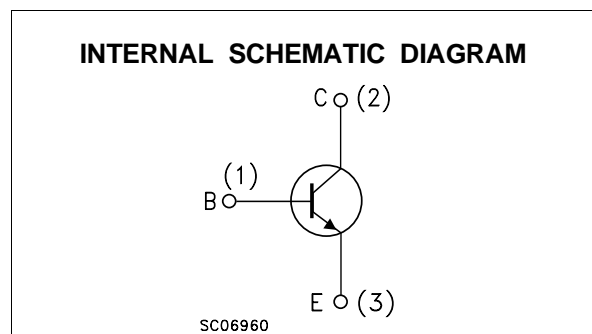 INTERNAL SCHEMATIC DIAGRAM
C (2)
(1)
B
E (3)
SC06960